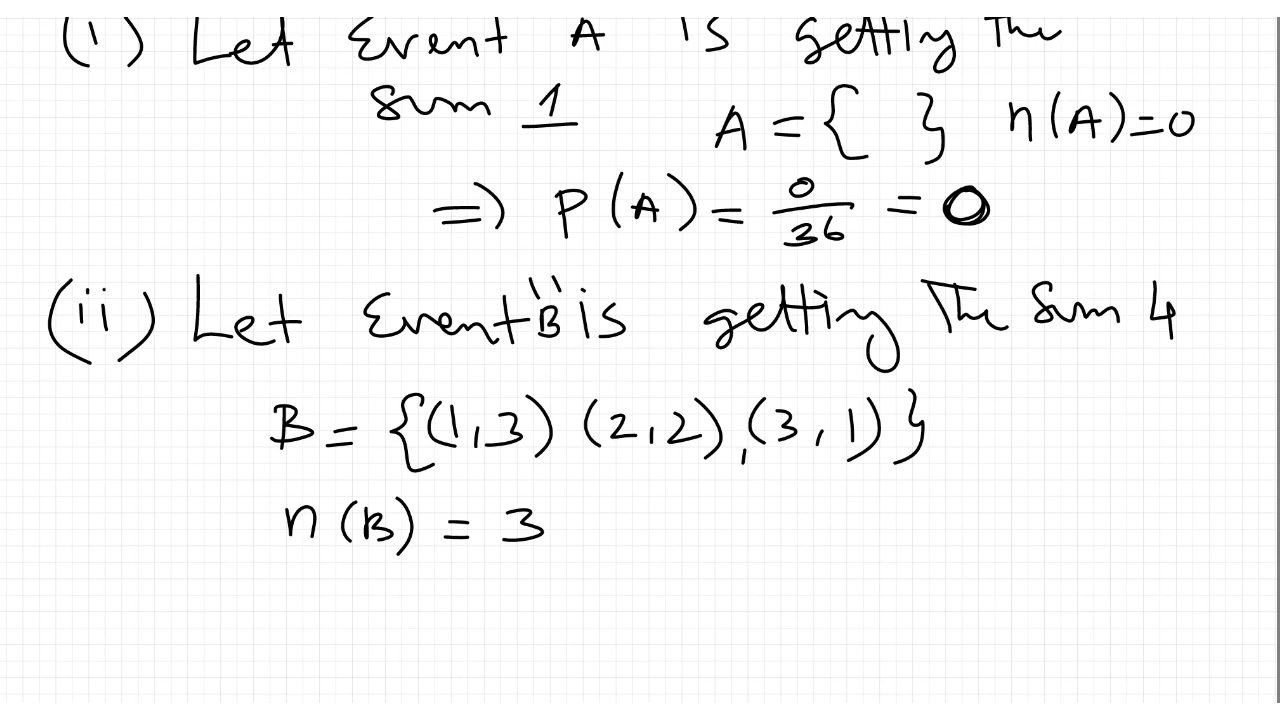 (i) Let Event A is getting the
sum 1 A = { } n(A)=0
=> P(A) = 0/36 = 0
(ii) Let Event "B" is getting The Sum 4
B = {(1,3) (2,2),(3,1)}
n(B) = 3